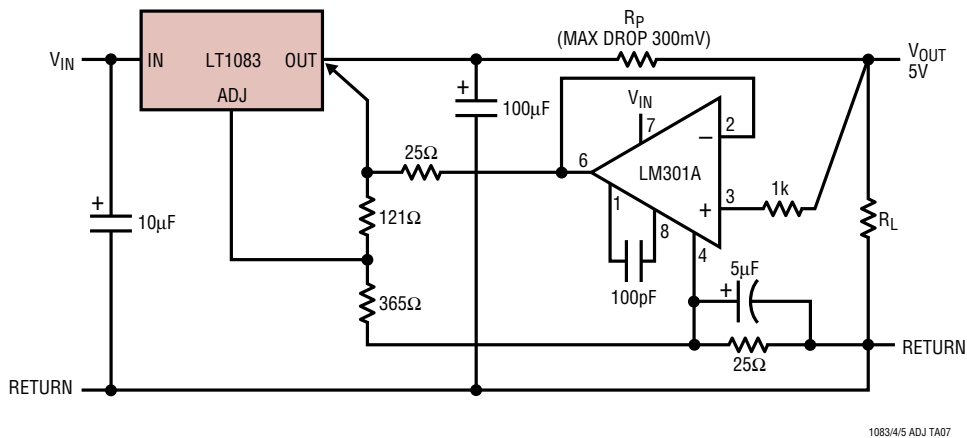 R_P
(MAX DROP 300mV)
V_IN
IN
LT1083
OUT
ADJ
V_OUT
5V
+
100μF
V_IN
7
−
2
25Ω
6
LM301A
1k
3
+
+
10μF
121Ω
1
8
4
R_L
100pF
5μF
+
365Ω
25Ω
RETURN
RETURN
1083/4/5 ADJ TA07